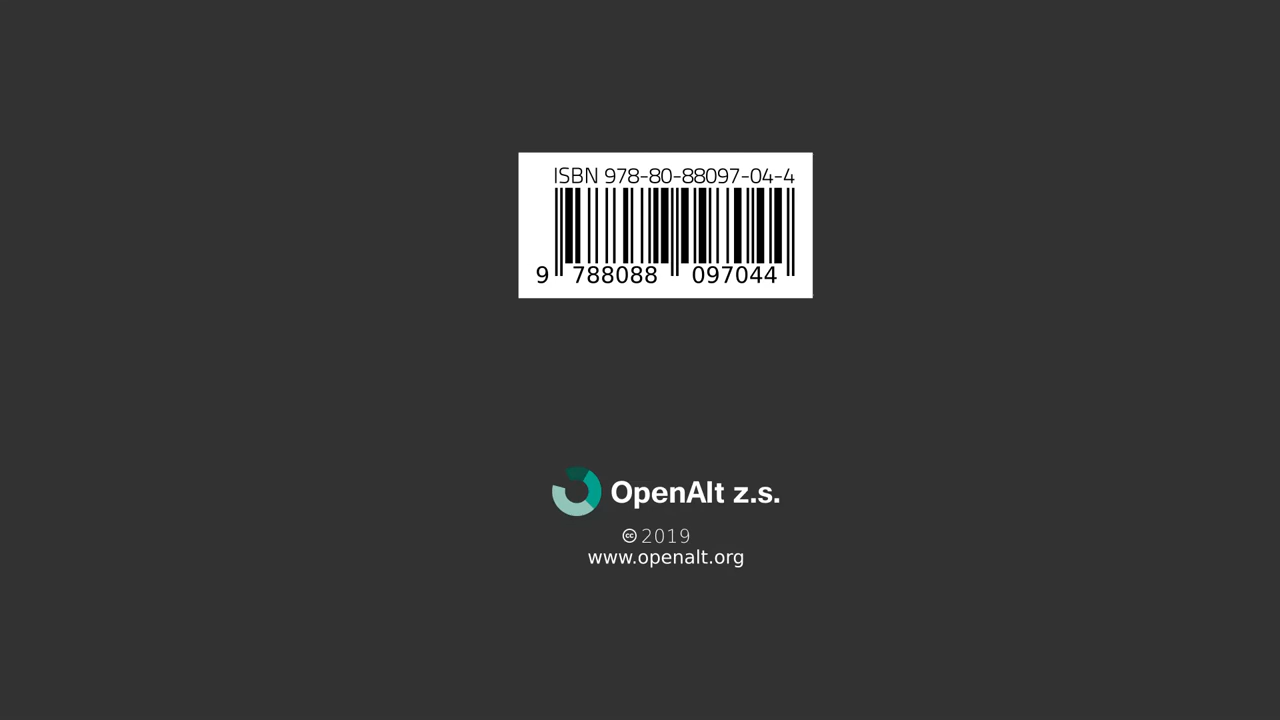 ISBN 978-80-88097-04-4
9 788088 097044
OpenAlt z.s.
🅭 2019
www.openalt.org